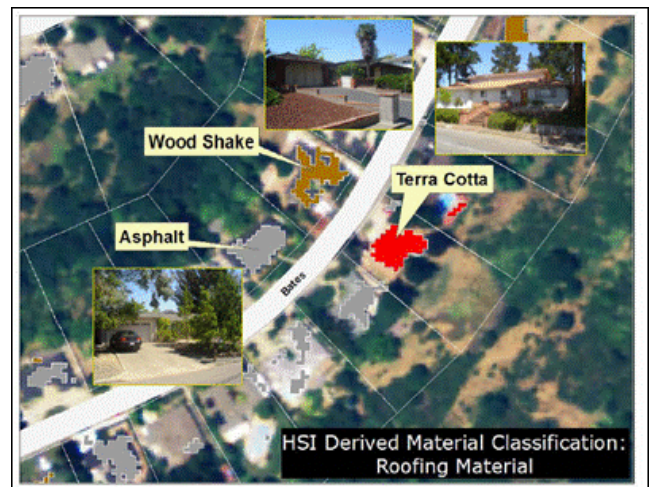 Wood Shake
Terra Cotta
Asphalt
Bates
HSI Derived Material Classification:
Roofing Material